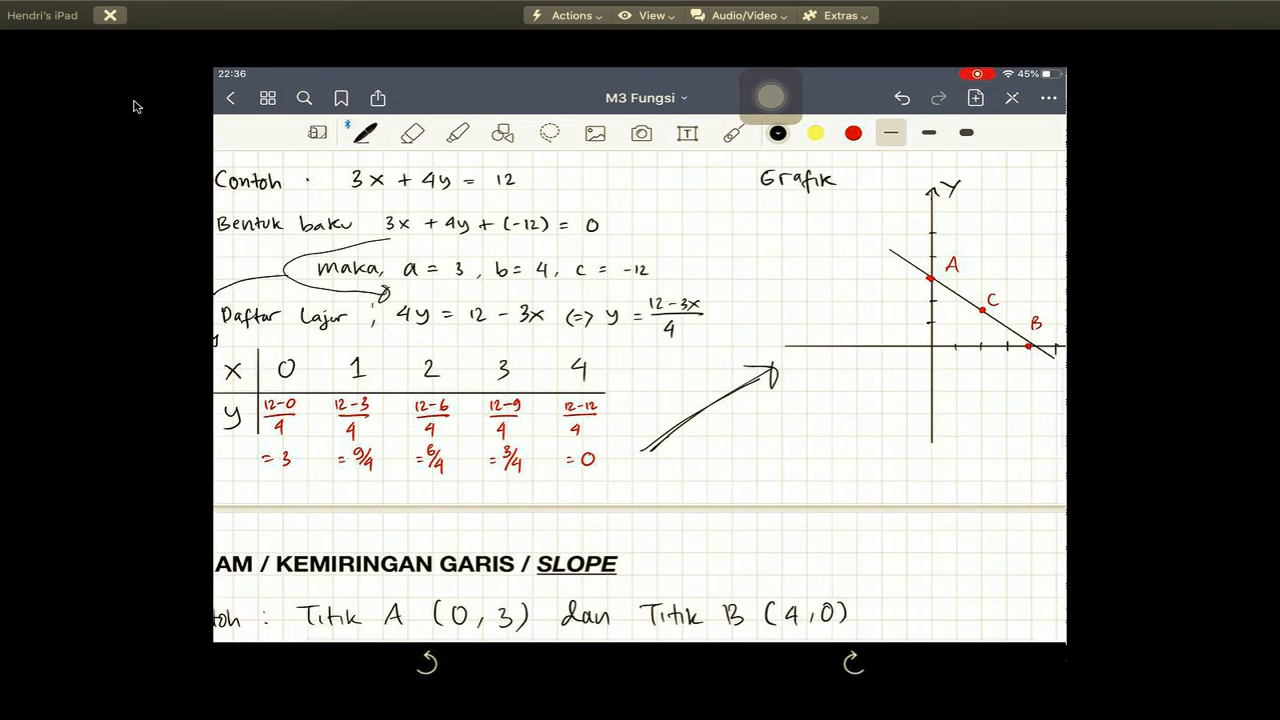 Hendri's iPad
Actions View Audio/Video Extras
22:36 45%
M3 Fungsi
T
Contoh . 3x + 4y = 12
Grafik
Bentuk baku 3x + 4y + (-12) = 0
maka, a = 3 , b = 4 , c = -12
Daftar lajur ; 4y = 12 - 3x <=> y = (12-3x)/4
x 0 1 2 3 4
y 12-0/4 12-3/4 12-6/4 12-9/4 12-12/4
= 3 = 9/4 = 6/4 = 3/4 = 0
Y
A
C
B
AM / KEMIRINGAN GARIS / SLOPE
toh : Titik A (0, 3) dan Titik B (4,0)